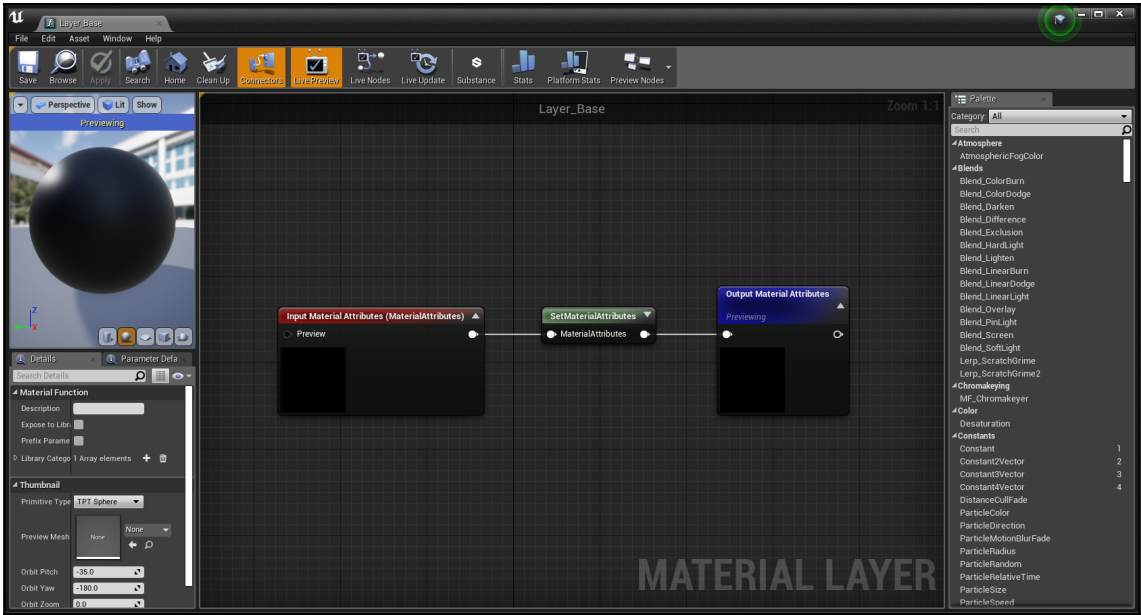 Layer_Base
File Edit Asset Window Help
Save Browse Apply Search Home Clean Up Connectors Live Preview Live Nodes Live Update Substance Stats Platform Stats Preview Nodes
Perspective Lit Show
Previewing
Z
X
Details
Parameter Defa
Search Details
Material Function
Description
Expose to Libra
Prefix Parame
Library Catego 1 Array elements
Thumbnail
Primitive Type TPT Sphere
Preview Mesh None None
Orbit Pitch -35.0
Orbit Yaw -180.0
Orbit Zoom 0.0
Layer_Base
Zoom 1:1
Input Material Attributes (MaterialAttributes)
Preview
SetMaterialAttributes
MaterialAttributes
Output Material Attributes
Previewing
MATERIAL LAYER
Palette
Category: All
Search
Atmosphere
AtmosphericFogColor
Blends
Blend_ColorBurn
Blend_ColorDodge
Blend_Darken
Blend_Difference
Blend_Exclusion
Blend_HardLight
Blend_Lighten
Blend_LinearBurn
Blend_LinearDodge
Blend_LinearLight
Blend_Overlay
Blend_PinLight
Blend_Screen
Blend_SoftLight
Lerp_ScratchGrime
Lerp_ScratchGrime2
Chromakeying
MF_Chromakeyer
Color
Desaturation
Constants
Constant 1
Constant2Vector 2
Constant3Vector 3
Constant4Vector 4
DistanceCullFade
ParticleColor
ParticleDirection
ParticleMotionBlurFade
ParticleRadius
ParticleRandom
ParticleRelativeTime
ParticleSize
ParticleSpeed